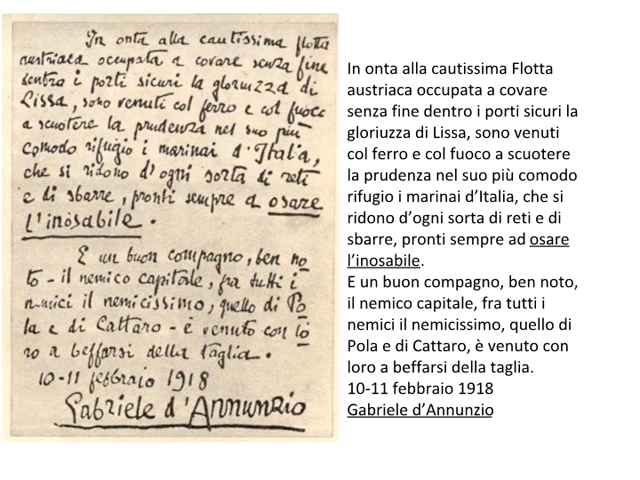 In onta alla cautissima flotta
austriaca occupata a covare senza fine
dentro i porti sicuri la gloriuzza di
Lissa, sono venuti col ferro e col fuoco
a scuotere la prudenza nel suo più
comodo rifugio i marinai d'Italia,
che si ridono d'ogni sorta di reti
e di sbarre, pronti sempre a osare
l'inosabile.
E un buon compagno, ben no
to - il nemico capitale, fra tutti i
nemici il nemicissimo, quello di Po
la e di Cattaro - è venuto con lo
ro a beffarsi della taglia.
10-11 febbraio 1918
Gabriele d'Annunzio
In onta alla cautissima Flotta
austriaca occupata a covare
senza fine dentro i porti sicuri la
gloriuzza di Lissa, sono venuti
col ferro e col fuoco a scuotere
la prudenza nel suo più comodo
rifugio i marinai d’Italia, che si
ridono d’ogni sorta di reti e di
sbarre, pronti sempre ad osare
l’inosabile.
E un buon compagno, ben noto,
il nemico capitale, fra tutti i
nemici il nemicissimo, quello di
Pola e di Cattaro, è venuto con
loro a beffarsi della taglia.
10-11 febbraio 1918
Gabriele d’Annunzio